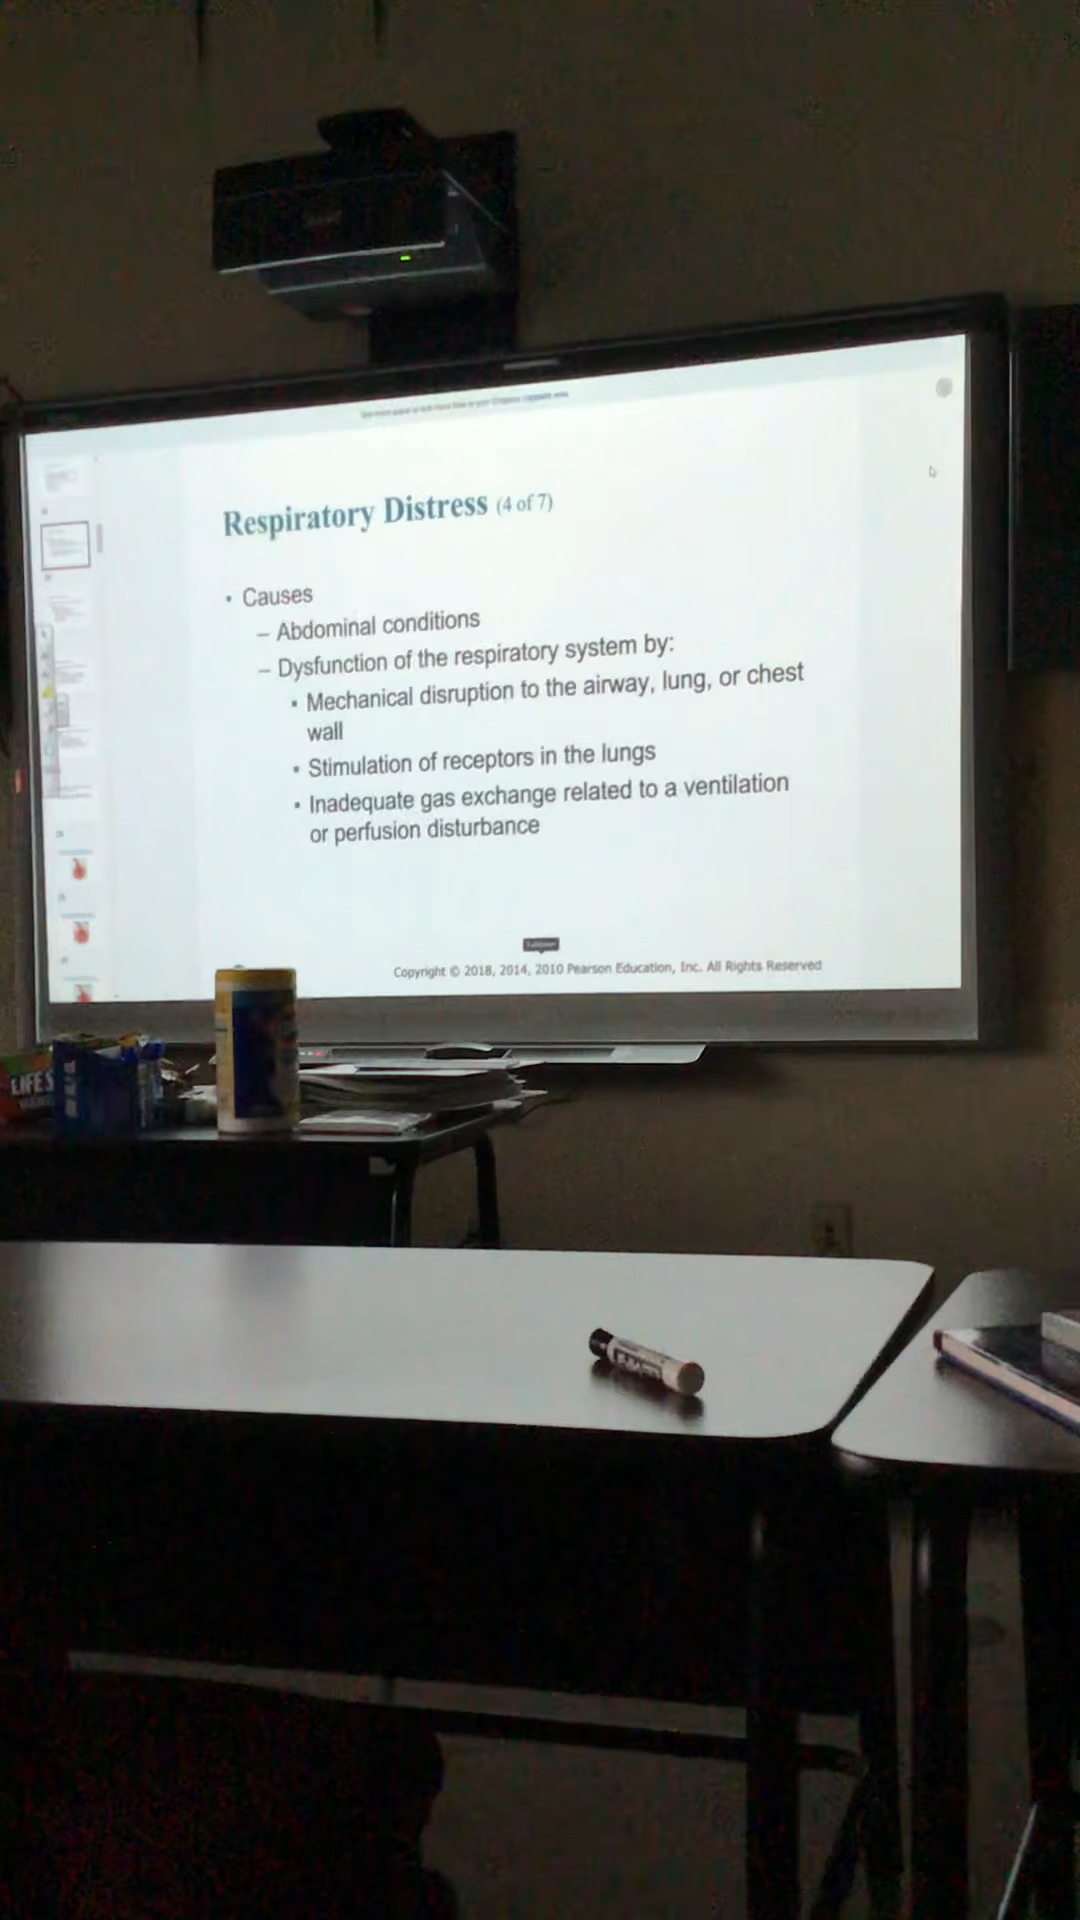 Respiratory Distress (4 of 7)
• Causes
– Abdominal conditions
– Dysfunction of the respiratory system by:
• Mechanical disruption to the airway, lung, or chest
wall
• Stimulation of receptors in the lungs
• Inadequate gas exchange related to a ventilation
or perfusion disturbance
Copyright © 2018, 2014, 2010 Pearson Education, Inc. All Rights Reserved
LIFE S